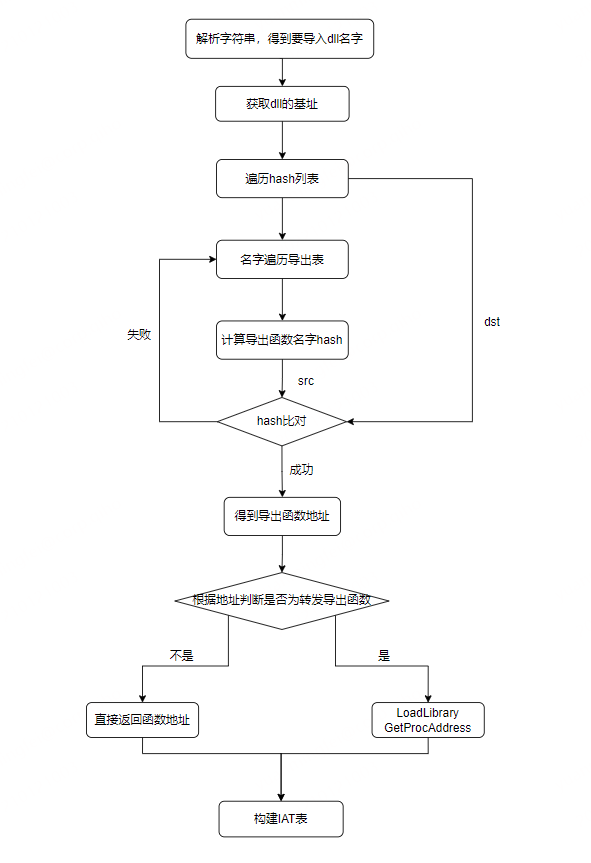 解析字符串，得到要导入dll名字
获取dll的基址
遍历hash列表
名字遍历导出表
dst
失败
计算导出函数名字hash
src
hash比对
成功
得到导出函数地址
根据地址判断是否为转发导出函数
不是
是
直接返回函数地址
LoadLibrary
GetProcAddress
构建IAT表